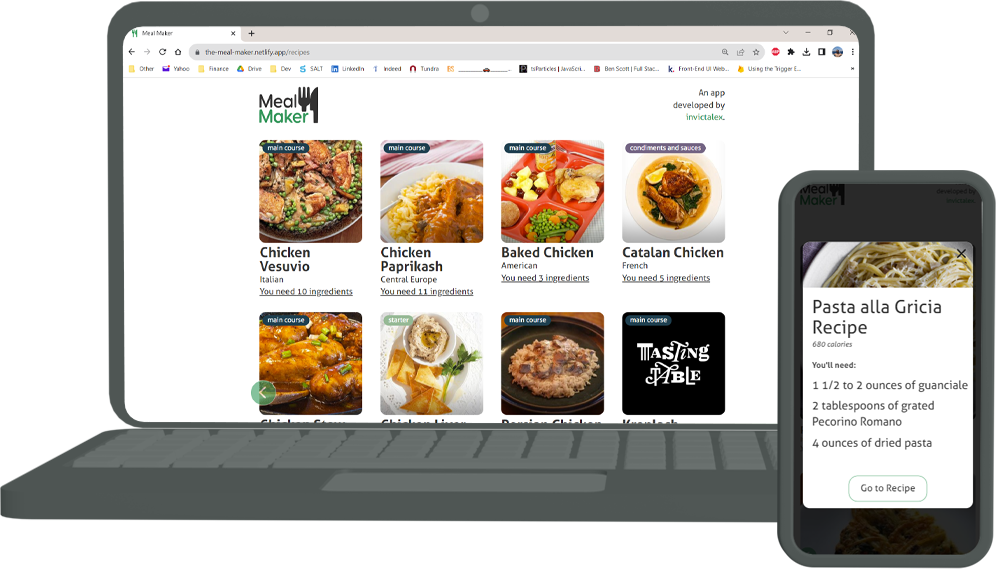 Meal Maker
the-meal-maker.netlify.app/recipes
Other
Yahoo
Finance
Drive
Dev
SALT
LinkedIn
Indeed
Tundra
tsParticles | JavaScri...
Ben Scott | Full Stac...
Front-End UI Web...
Using the Trigger E...
Meal
Maker
An app
developed by
invictalex.
main course
main course
main course
condiments and sauces
Chicken
Vesuvio
Italian
You need 10 ingredients
Chicken
Paprikash
Central Europe
You need 11 ingredients
Baked Chicken
American
You need 3 ingredients
Catalan Chicken
French
You need 5 ingredients
main course
starter
main course
main course
TASTING
TABLE
Meal
Maker
developed by
invictalex
Pasta alla Gricia
Recipe
680 calories
You'll need:
1 1/2 to 2 ounces of guanciale
2 tablespoons of grated
Pecorino Romano
4 ounces of dried pasta
Go to Recipe